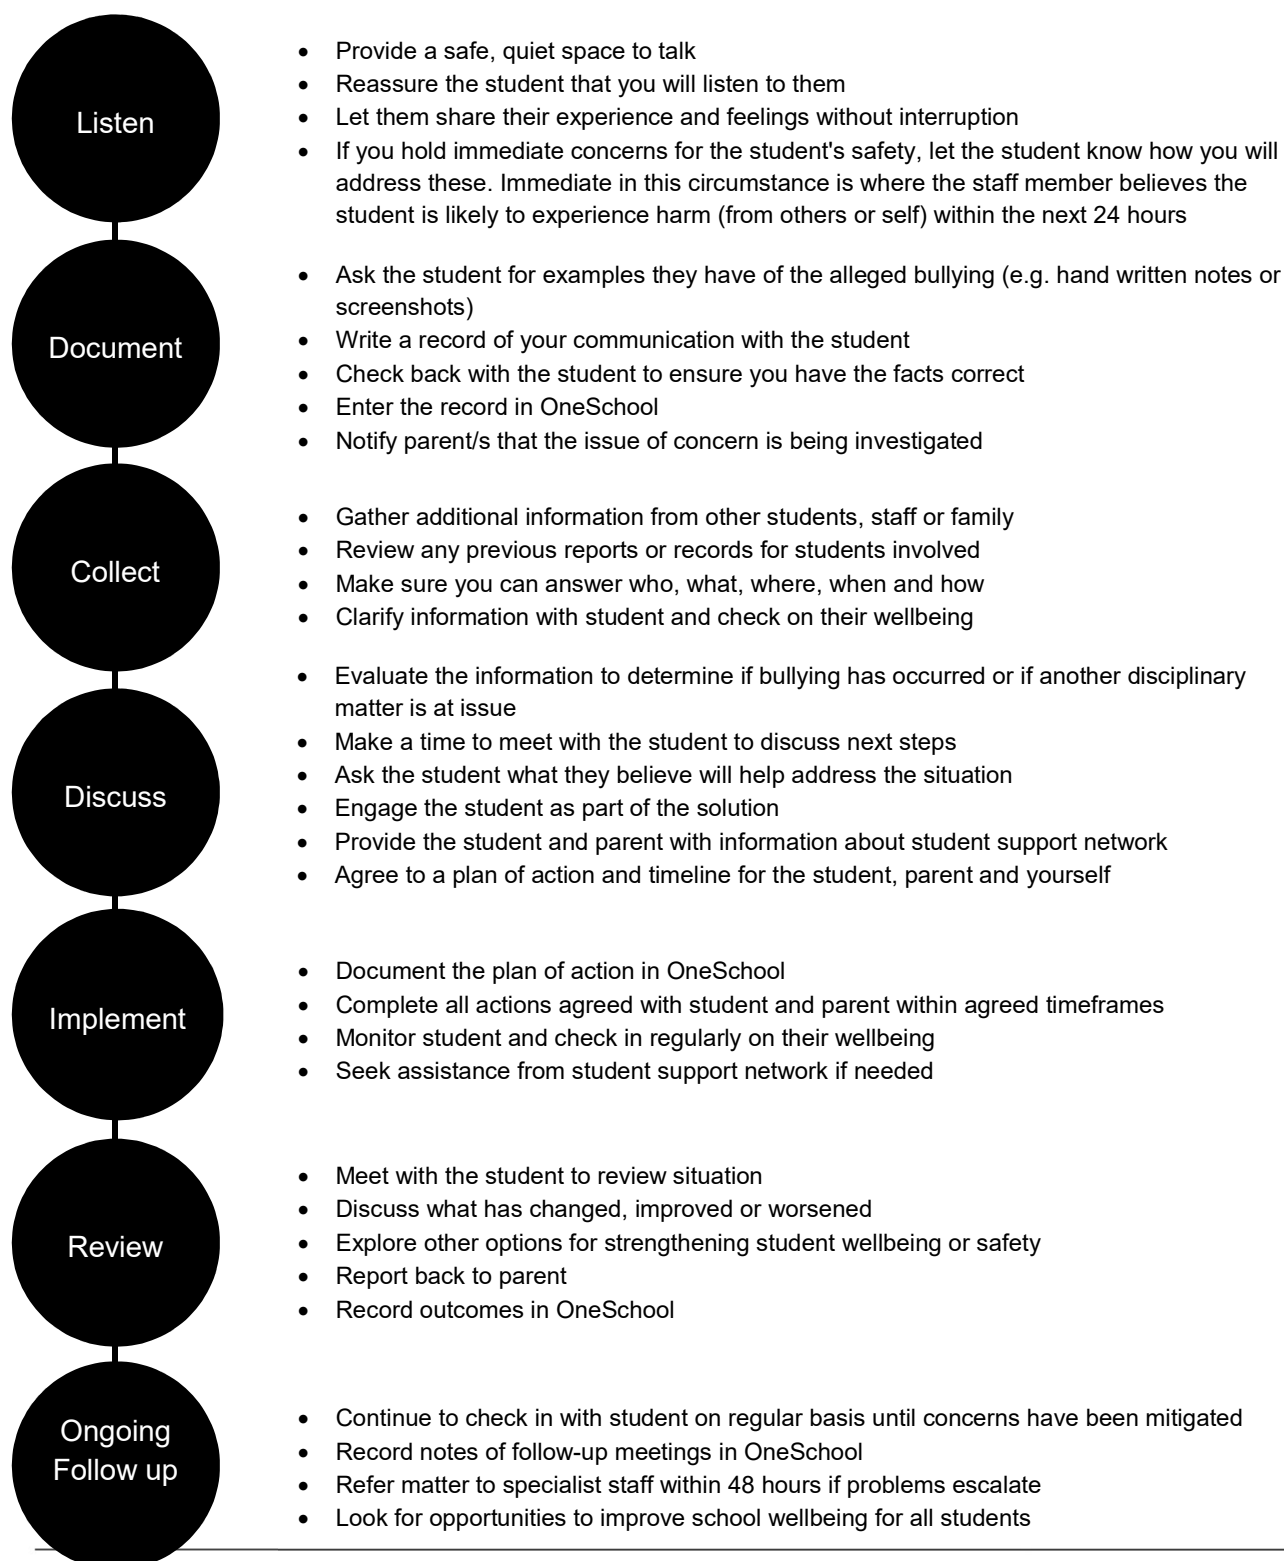 Listen
• Provide a safe, quiet space to talk
• Reassure the student that you will listen to them
• Let them share their experience and feelings without interruption
• If you hold immediate concerns for the student's safety, let the student know how you will
address these. Immediate in this circumstance is where the staff member believes the
student is likely to experience harm (from others or self) within the next 24 hours
Document
• Ask the student for examples they have of the alleged bullying (e.g. hand written notes or
screenshots)
• Write a record of your communication with the student
• Check back with the student to ensure you have the facts correct
• Enter the record in OneSchool
• Notify parent/s that the issue of concern is being investigated
Collect
• Gather additional information from other students, staff or family
• Review any previous reports or records for students involved
• Make sure you can answer who, what, where, when and how
• Clarify information with student and check on their wellbeing
Discuss
• Evaluate the information to determine if bullying has occurred or if another disciplinary
matter is at issue
• Make a time to meet with the student to discuss next steps
• Ask the student what they believe will help address the situation
• Engage the student as part of the solution
• Provide the student and parent with information about student support network
• Agree to a plan of action and timeline for the student, parent and yourself
Implement
• Document the plan of action in OneSchool
• Complete all actions agreed with student and parent within agreed timeframes
• Monitor student and check in regularly on their wellbeing
• Seek assistance from student support network if needed
Review
• Meet with the student to review situation
• Discuss what has changed, improved or worsened
• Explore other options for strengthening student wellbeing or safety
• Report back to parent
• Record outcomes in OneSchool
Ongoing
Follow up
• Continue to check in with student on regular basis until concerns have been mitigated
• Record notes of follow-up meetings in OneSchool
• Refer matter to specialist staff within 48 hours if problems escalate
• Look for opportunities to improve school wellbeing for all students